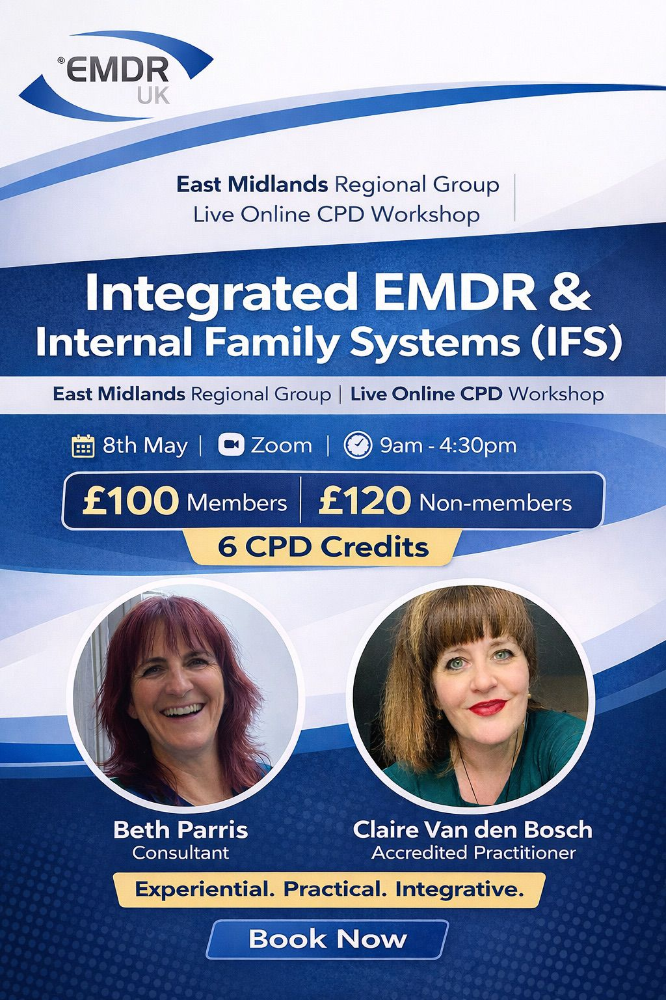 ©EMDR
UK
East Midlands Regional Group
Live Online CPD Workshop
Integrated EMDR &
Internal Family Systems (IFS)
East Midlands Regional Group | Live Online CPD Workshop
8th May | Zoom | 9am - 4:30pm
£100 Members | £120 Non-members
6 CPD Credits
Beth Parris
Consultant
Claire Van den Bosch
Accredited Practitioner
Experiential. Practical. Integrative.
Book Now